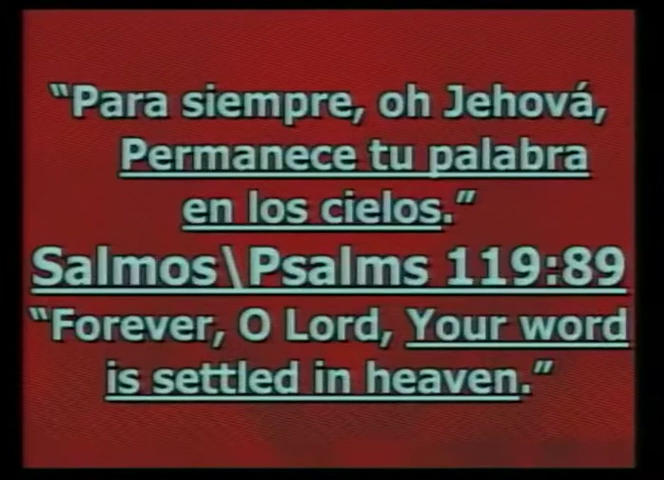 “Para siempre, oh Jehová,
Permanece tu palabra
en los cielos.”
Salmos\Psalms 119:89
“Forever, O Lord, Your word
is settled in heaven.”